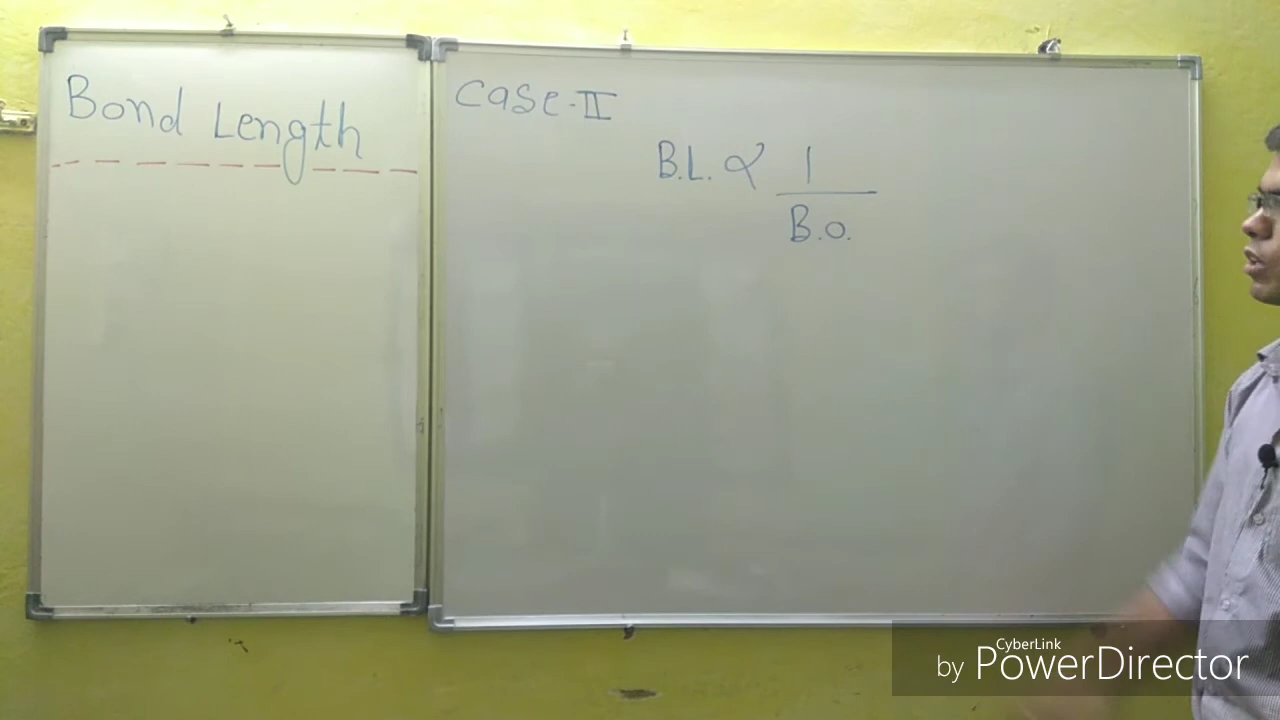 Bond Length
Case-II
B.L. ∝ 1
B.O.
CyberLink
by PowerDirector